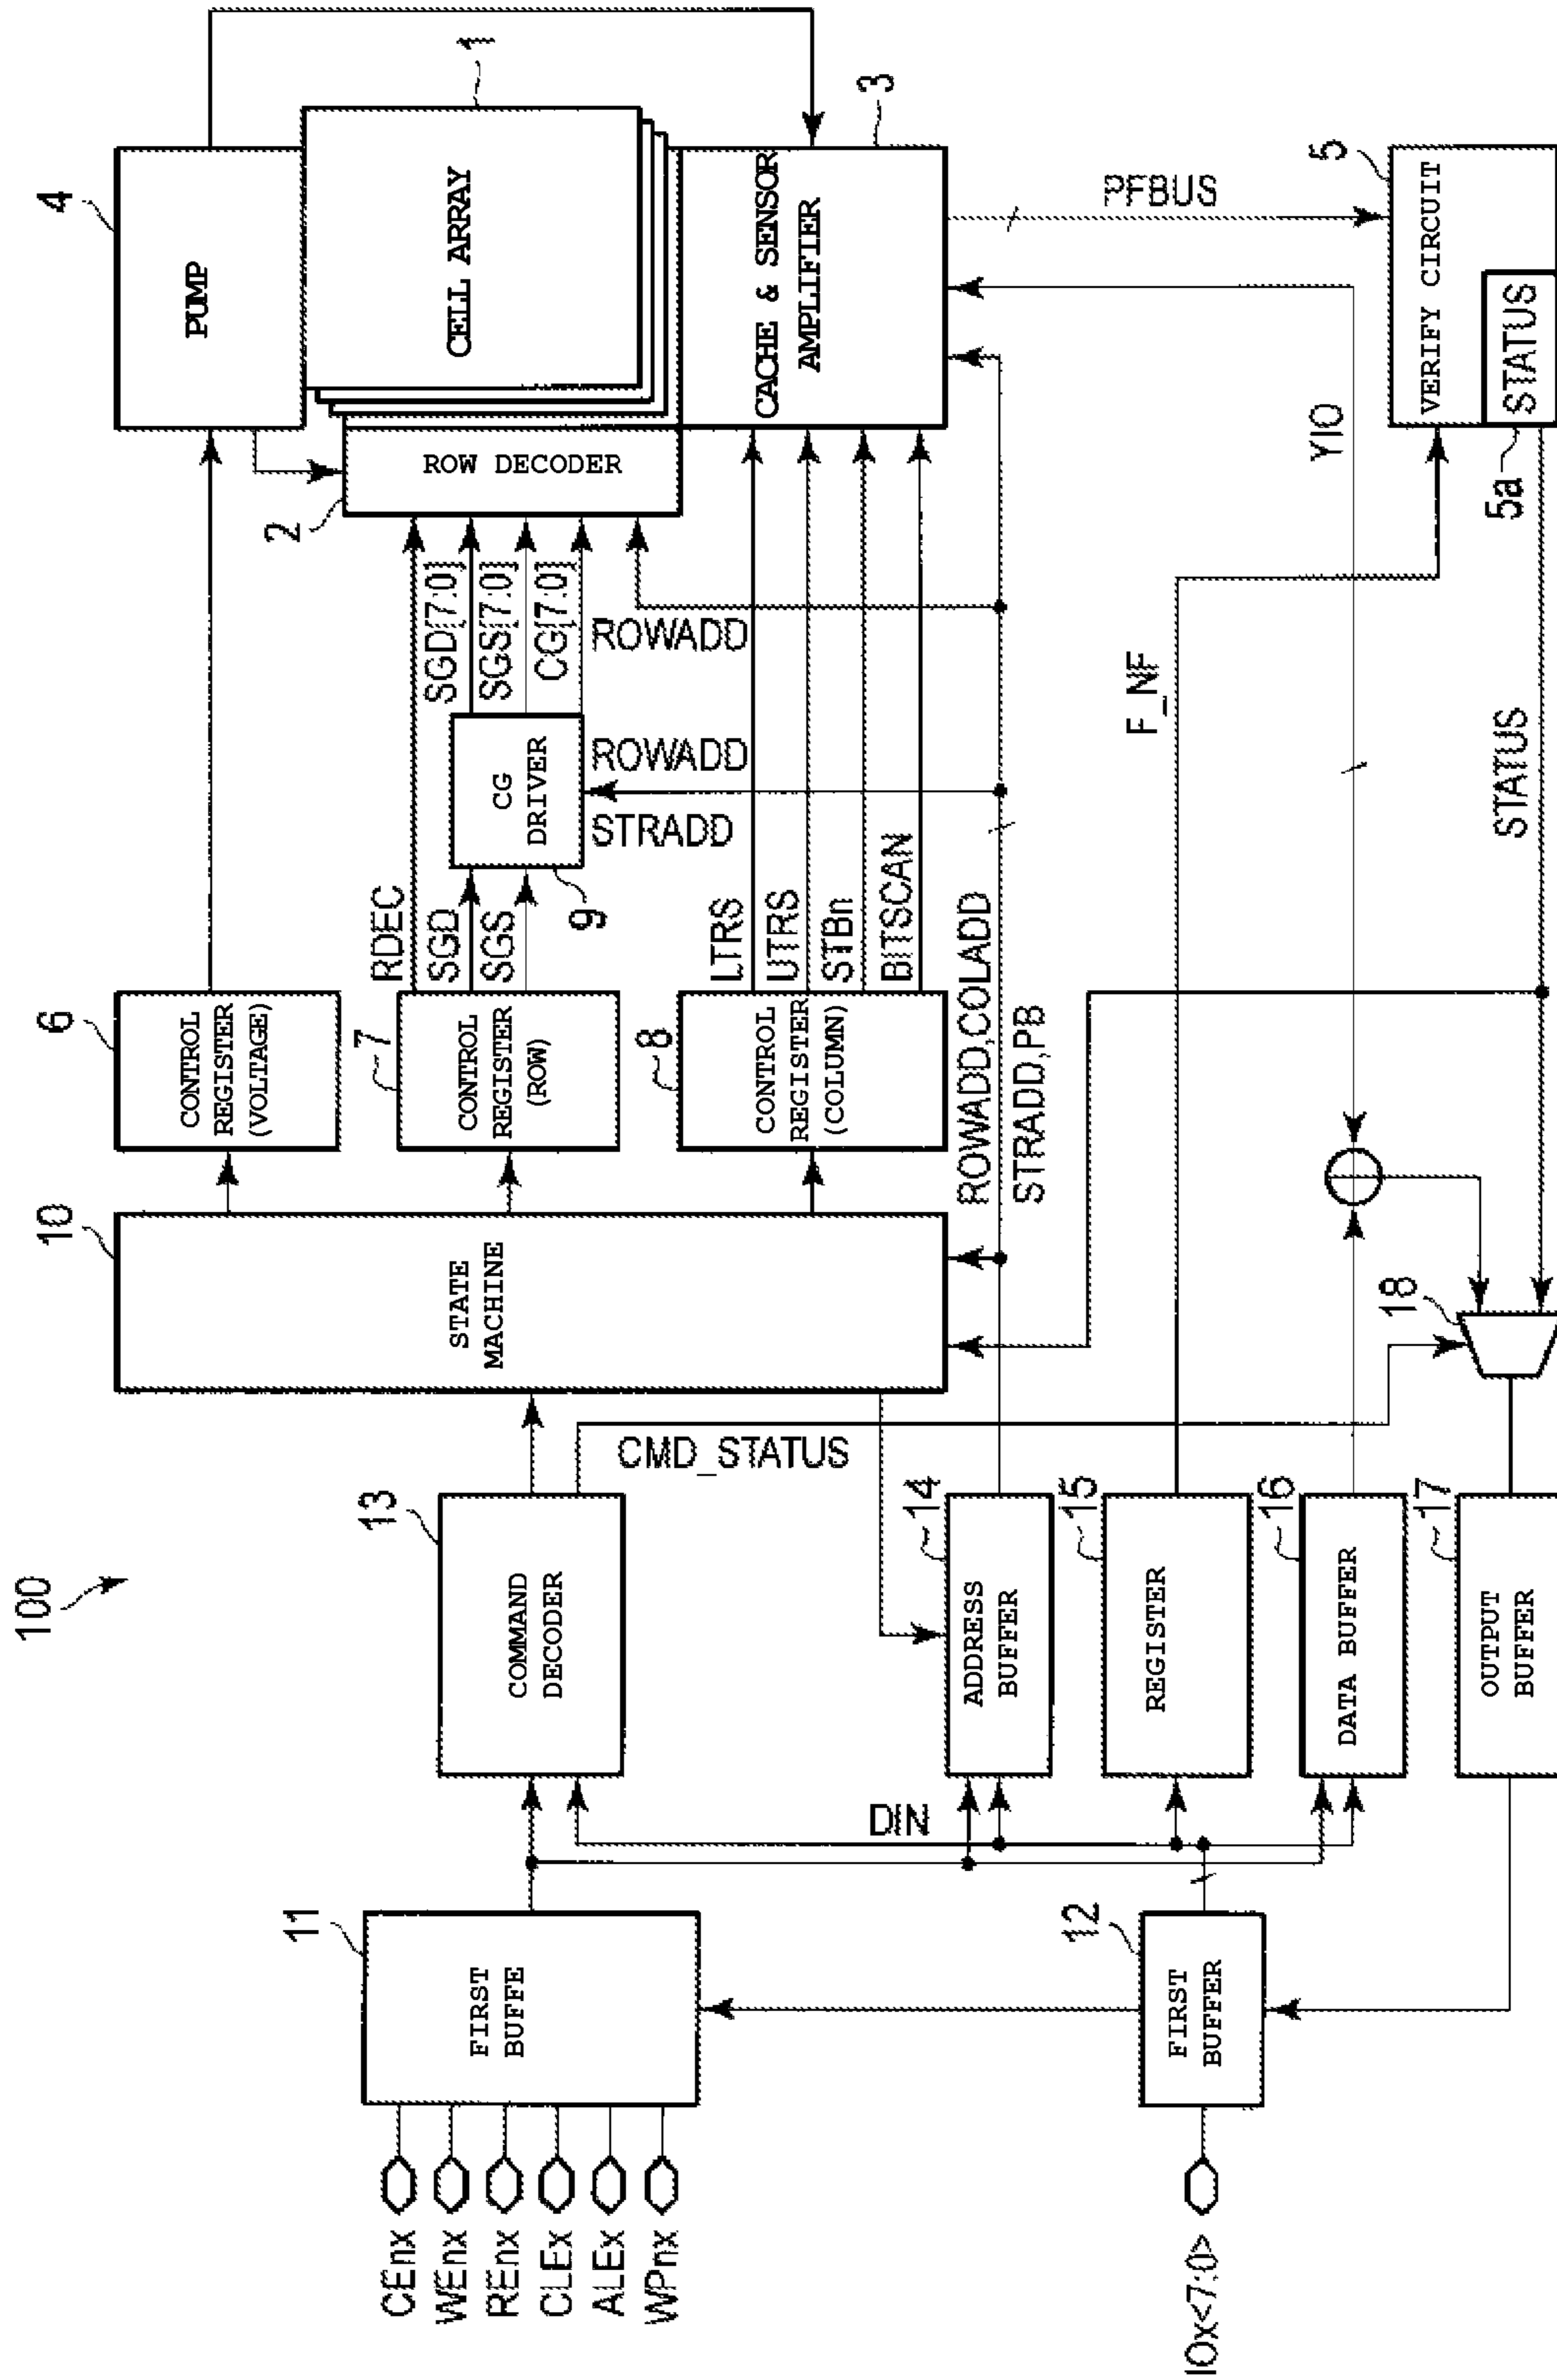 100
CEnx
WEnx
REnx
CLEx
ALEx
WPnx
IOx<7:0>
11
FIRST
BUFFE
12
FIRST
BUFFER
DIN
13
COMMAND
DECODER
CMD_STATUS
14
ADDRESS
BUFFER
15
REGISTER
16
DATA BUFFER
17
OUTPUT
BUFFER
18
10
STATE
MACHINE
6
CONTROL
REGISTER
(VOLTAGE)
7
CONTROL
REGISTER
(ROW)
8
CONTROL
REGISTER
(COLUMN)
ROWADD,COLADD
STRADD,PB
RDEC
SGD
SGS
9
CG
DRIVER
STRADD
ROWADD
LTRS
UTRS
STBn
BITSCAN
SGD[7:0]
SGS[7:0]
CG[7:0]
ROWADD
F_NF
STATUS
YIO
PFBUS
4
PUMP
1
CELL ARRAY
2
ROW DECODER
3
CACHE & SENSOR
AMPLIFIER
5
VERIFY CIRCUIT
STATUS
5a